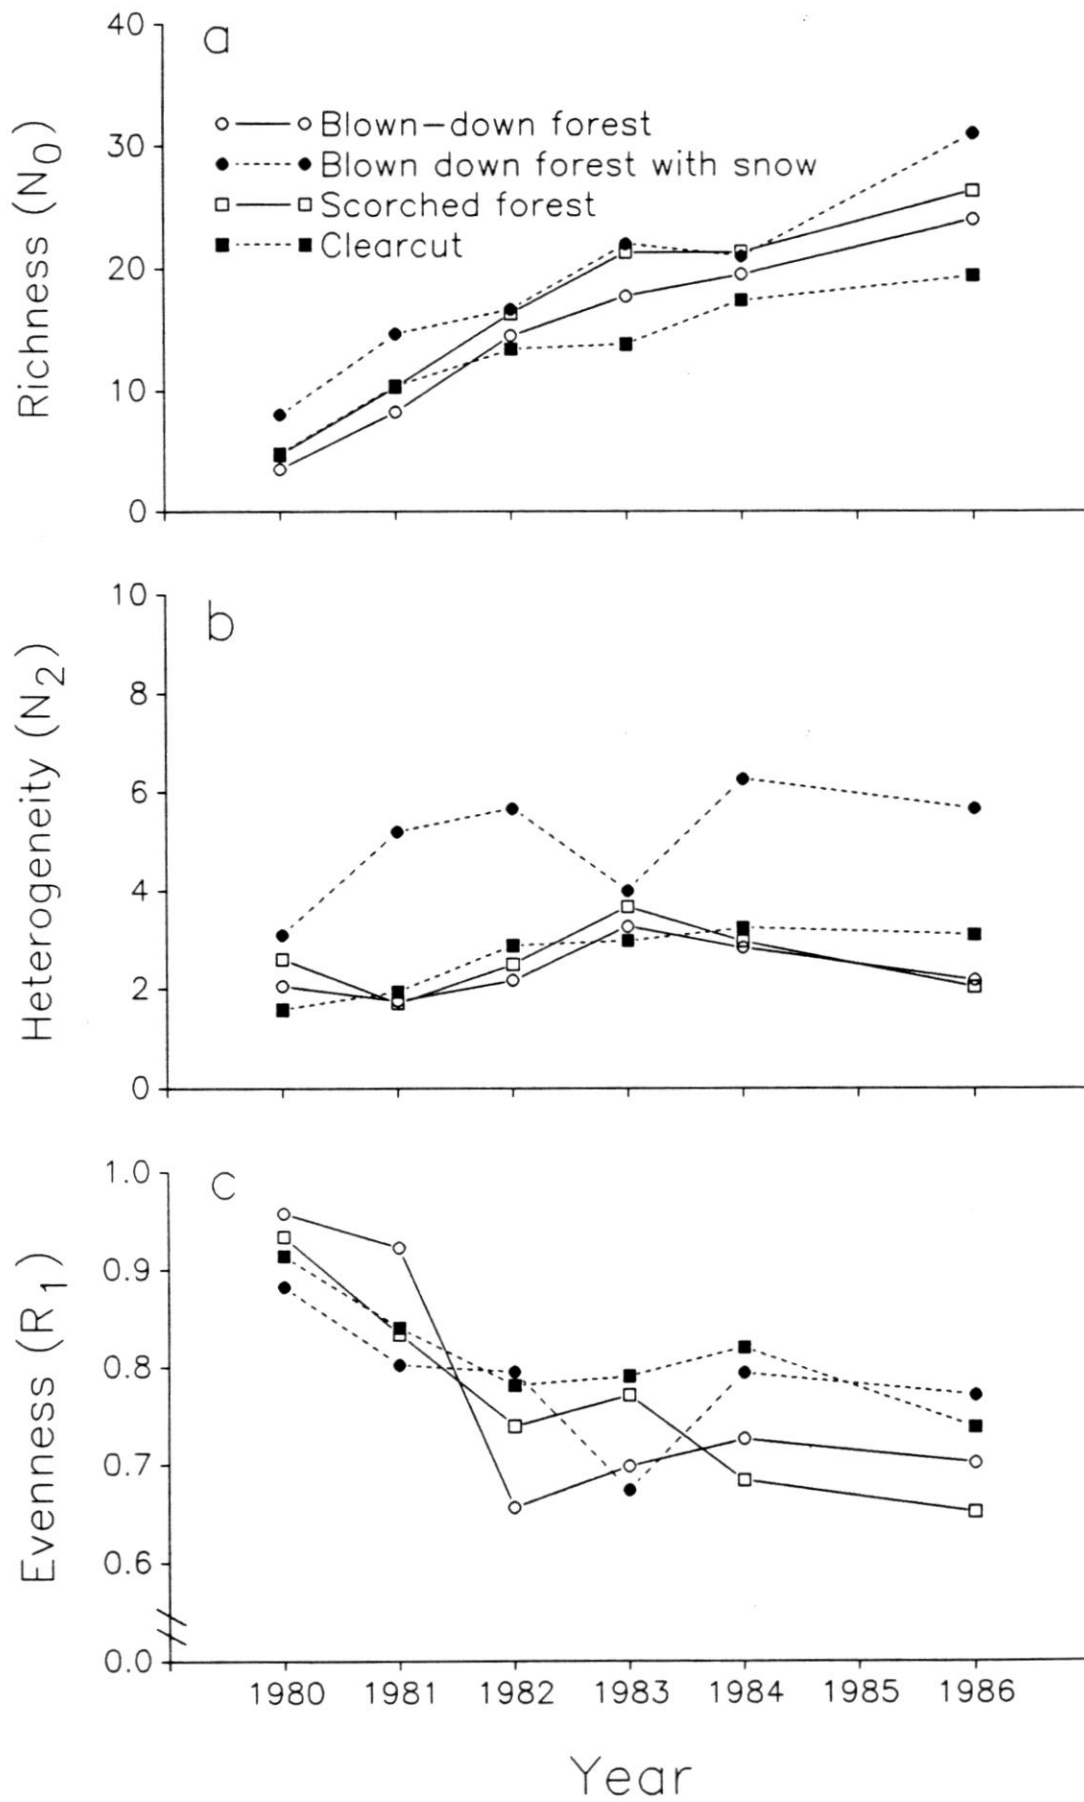 a
40
30
20
10
0
Richness (N0)
Blown-down forest
Blown down forest with snow
Scorched forest
Clearcut
b
10
8
6
4
2
0
Heterogeneity (N2)
c
1.0
0.9
0.8
0.7
0.6
0.0
Evenness (R1)
1980 1981 1982 1983 1984 1985 1986
Year